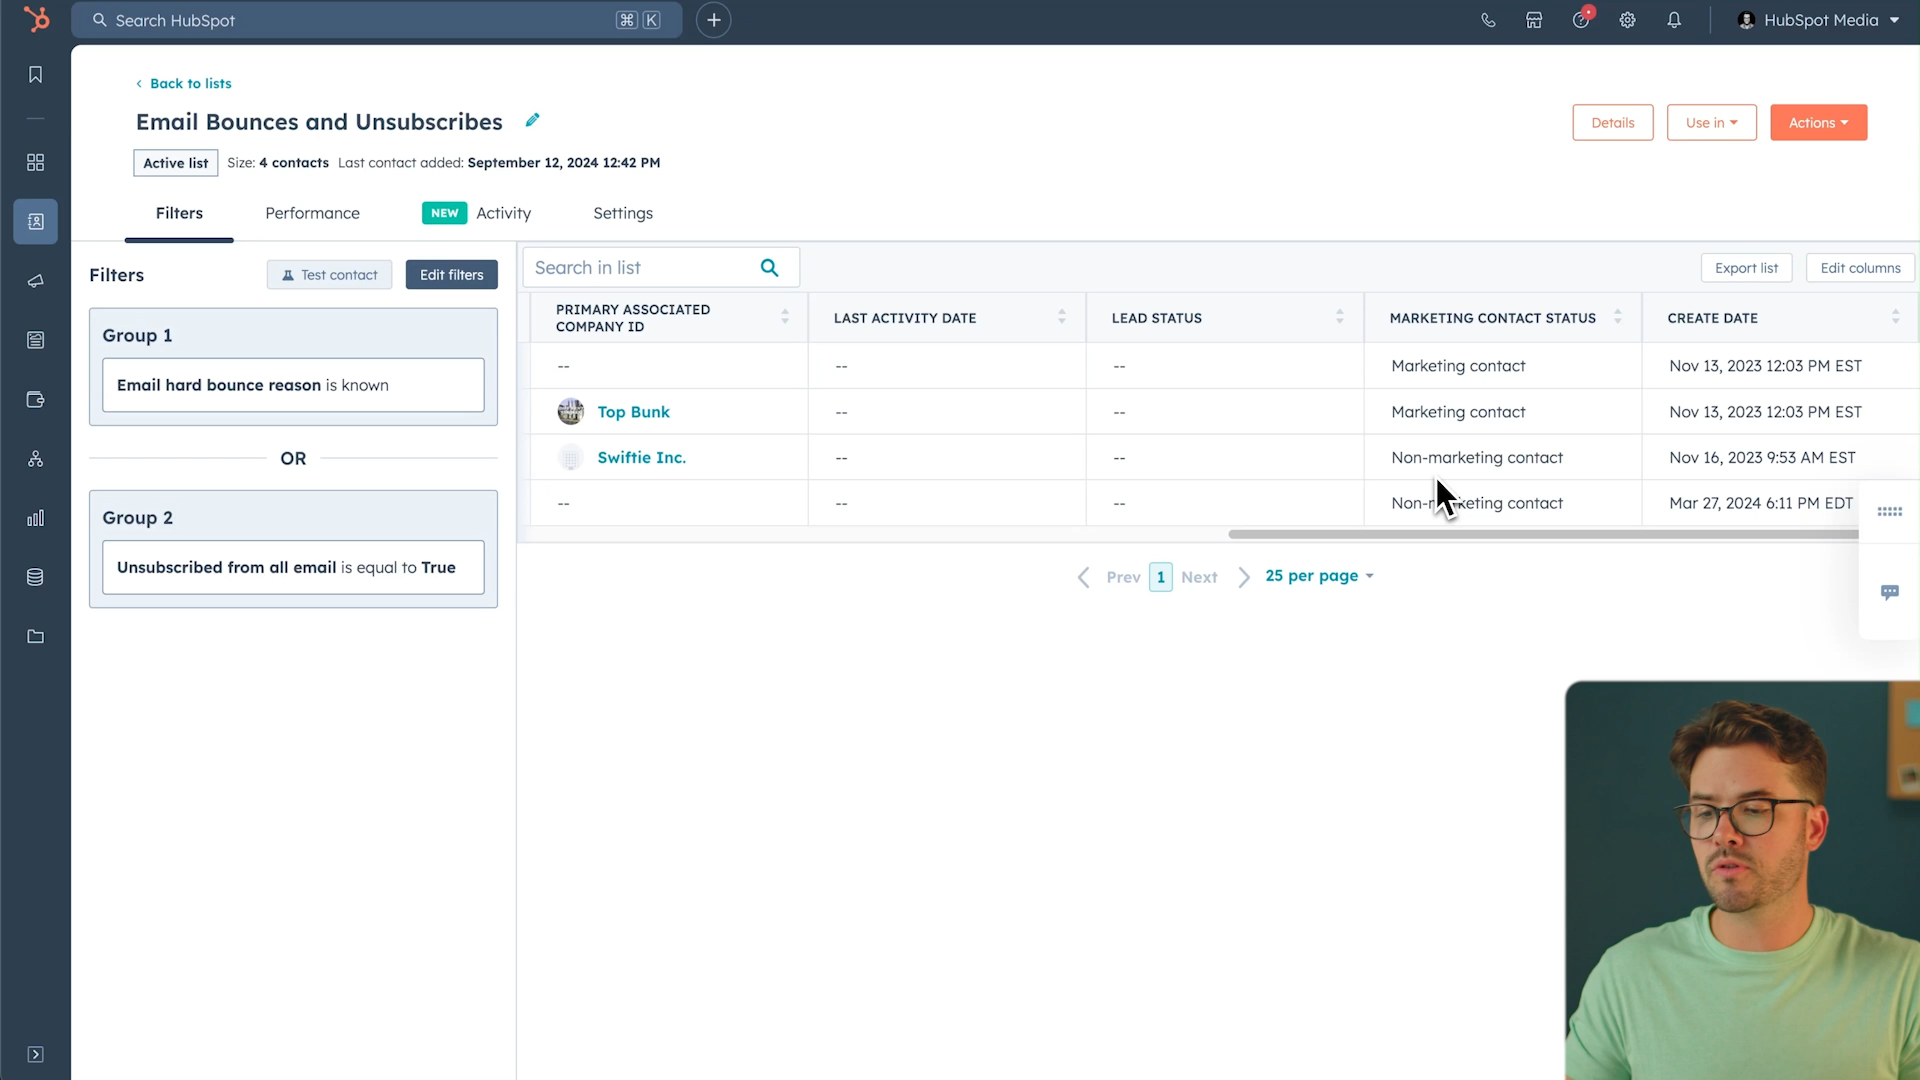 Search HubSpot
⌘ K
HubSpot Media
Back to lists
Email Bounces and Unsubscribes
Details
Use in
Actions
Active list
Size: 4 contacts Last contact added: September 12, 2024 12:42 PM
Filters
Performance
NEW Activity
Settings
Filters
Test contact
Edit filters
Search in list
Export list
Edit columns
PRIMARY ASSOCIATED
COMPANY ID
LAST ACTIVITY DATE
LEAD STATUS
MARKETING CONTACT STATUS
CREATE DATE
-- -- -- Marketing contact Nov 13, 2023 12:03 PM EST
Top Bunk -- -- Marketing contact Nov 13, 2023 12:03 PM EST
Swiftie Inc. -- -- Non-marketing contact Nov 16, 2023 9:53 AM EST
-- -- -- Non-marketing contact Mar 27, 2024 6:11 PM EDT
Group 1
Email hard bounce reason is known
OR
Group 2
Unsubscribed from all email is equal to True
Prev 1 Next 25 per page